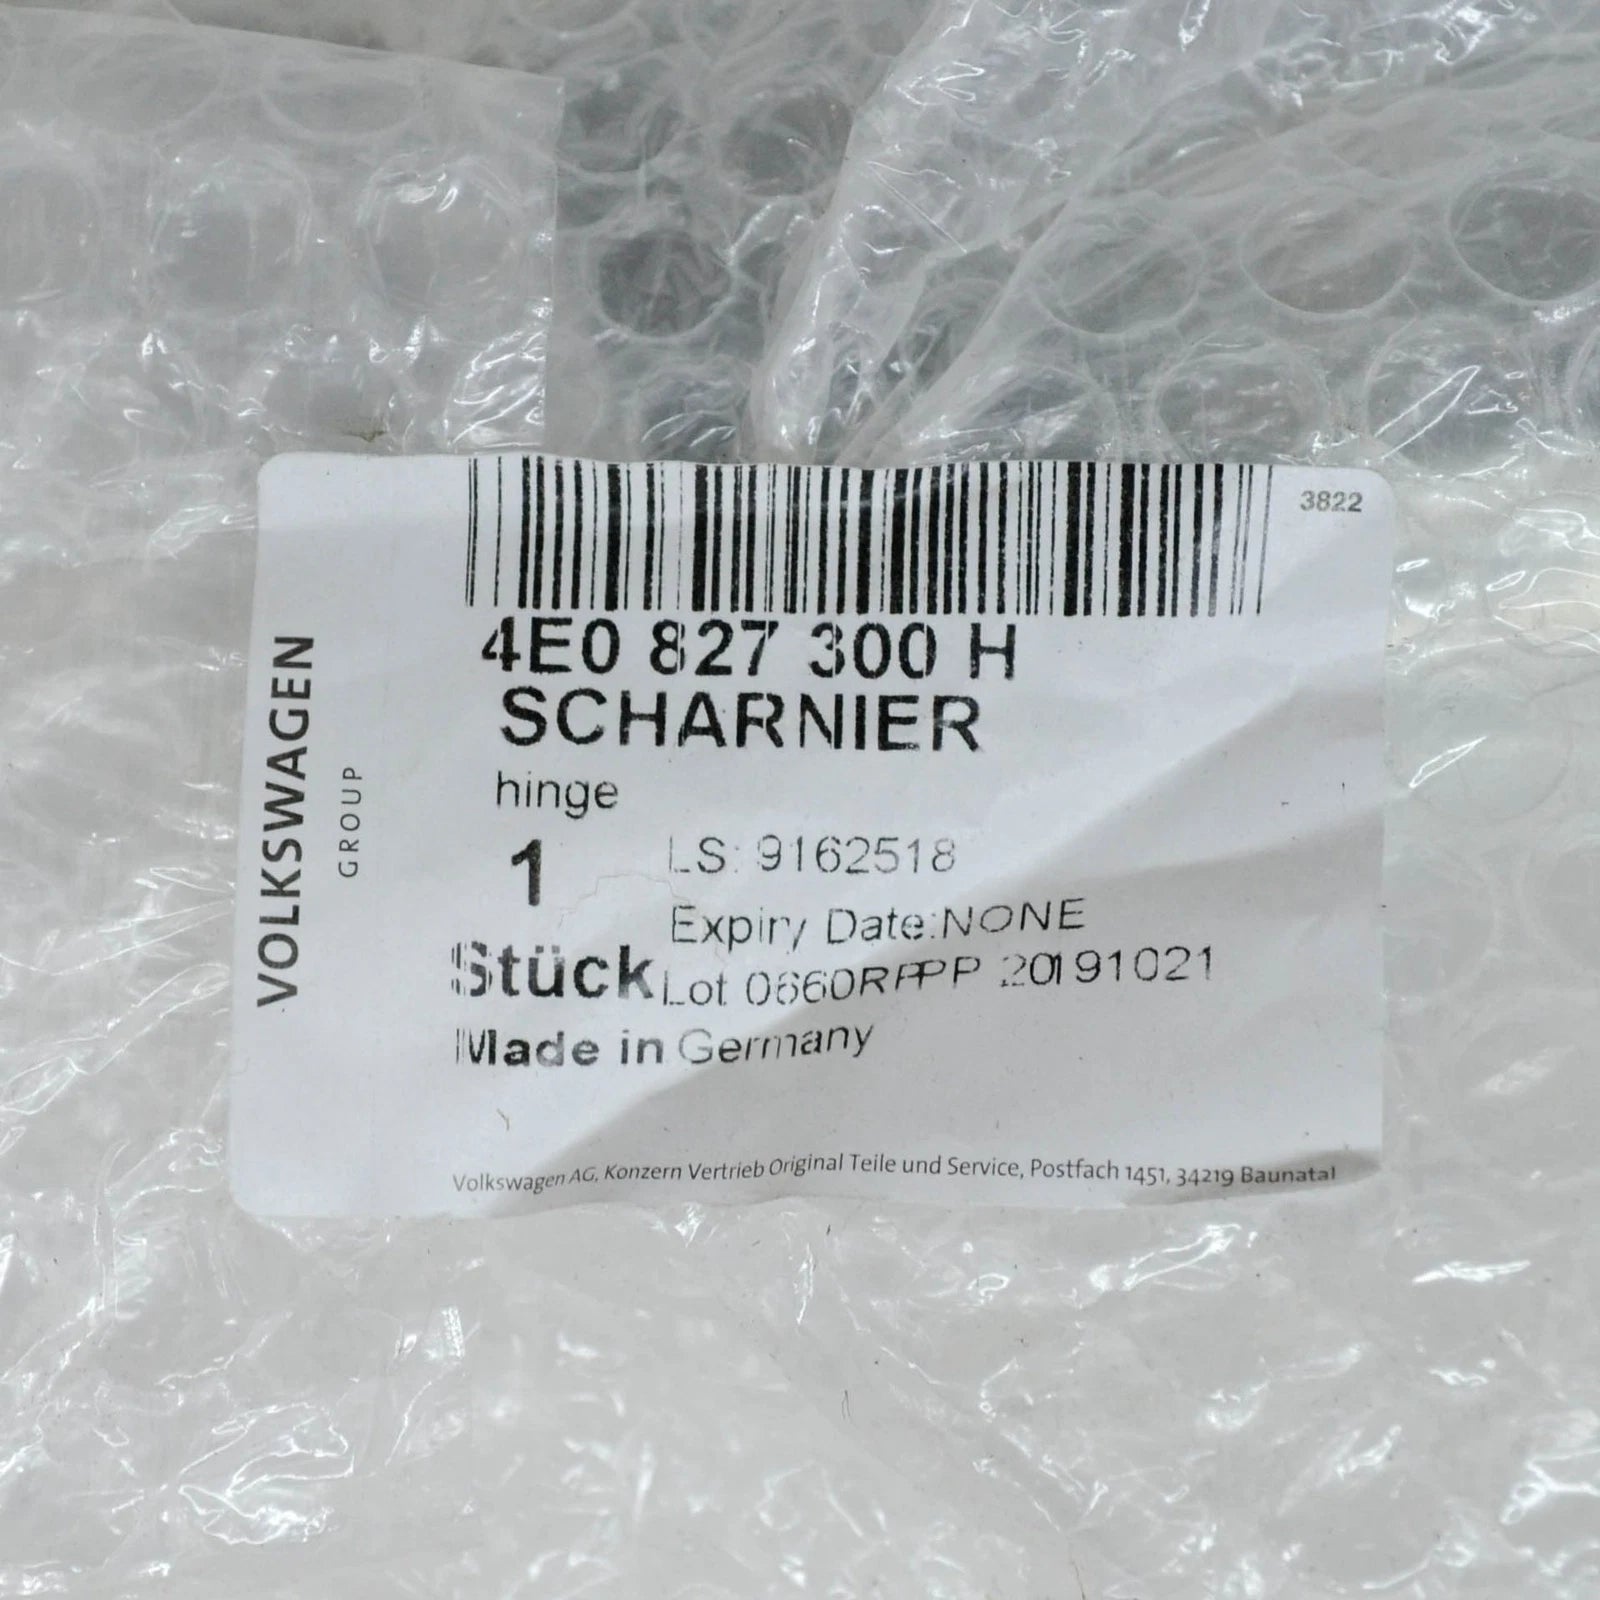 3822
4E0 827 300 H
SCHARNIER
hinge
1
Stück
LS: 9162518
Expiry Date:NONE
Lot 0660RPPP 20191021
Made in Germany
VOLKSWAGEN
GROUP
Volkswagen AG, Konzern Vertrieb Original Teile und Service, Postfach 1451, 34219 Baunatal